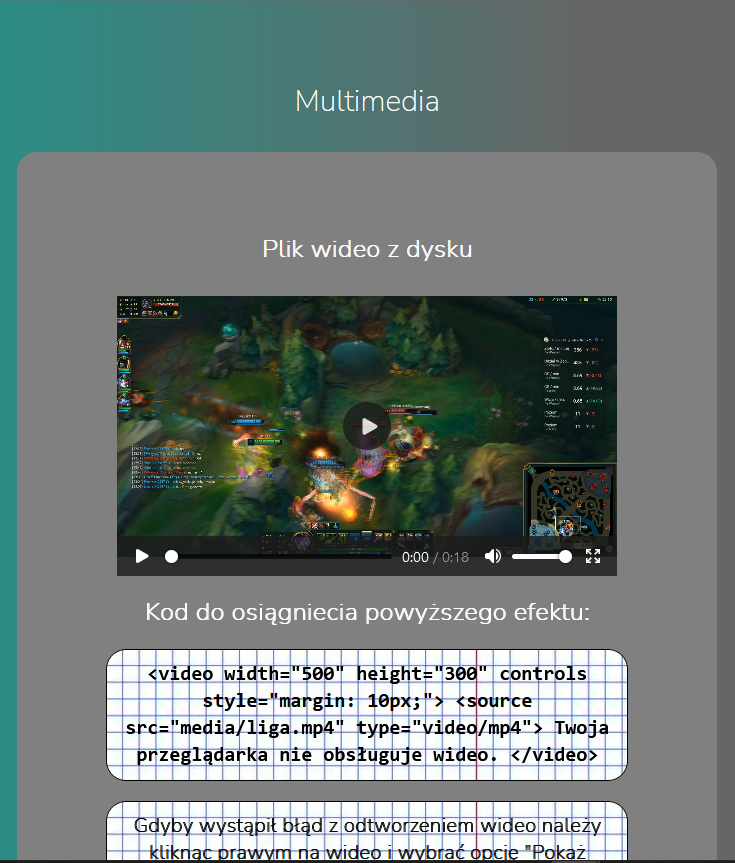 Multimedia
Plik wideo z dysku
0:00 / 0:18
Kod do osiągniecia powyższego efektu:
<video width="500" height="300" controls
style="margin: 10px;"> <source
src="media/liga.mp4" type="video/mp4"> Twoja
przeglądarka nie obsługuje wideo. </video>
Gdyby wystąpił błąd z odtworzeniem wideo należy
kliknąc prawym na wideo i wybrać opcję "Pokaż